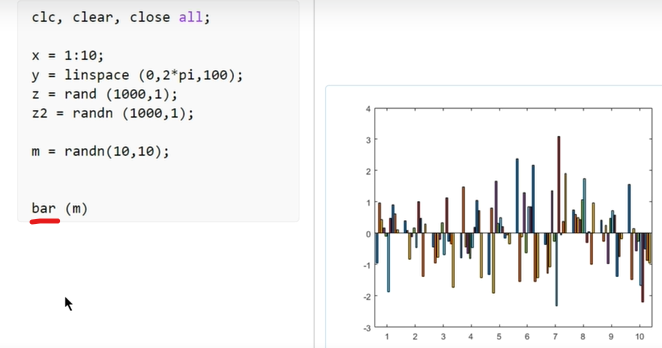 clc, clear, close all;
x = 1:10;
y = linspace (0,2*pi,100);
z = rand (1000,1);
z2 = randn (1000,1);
m = randn(10,10);
bar (m)
4
3
2
1
0
-1
-2
-3
1 2 3 4 5 6 7 8 9 10